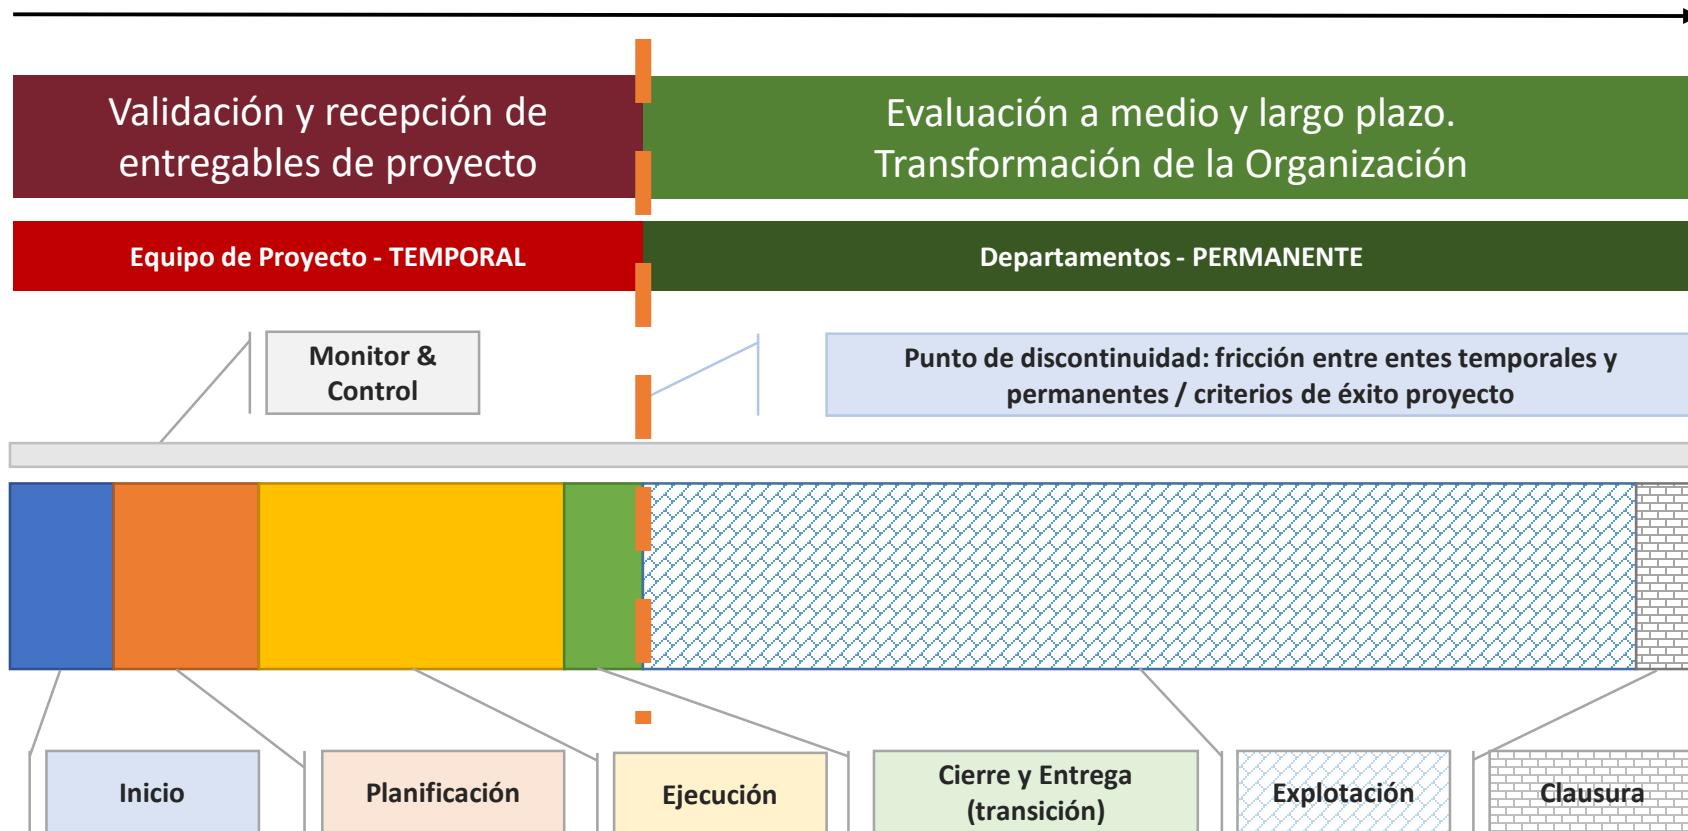 Validación y recepción de
entregables de proyecto
Evaluación a medio y largo plazo.
Transformación de la Organización
Equipo de Proyecto - TEMPORAL
Departamentos - PERMANENTE
Monitor &
Control
Punto de discontinuidad: fricción entre entes temporales y
permanentes / criterios de éxito proyecto
Inicio
Planificación
Ejecución
Cierre y Entrega
(transición)
Explotación
Clausura